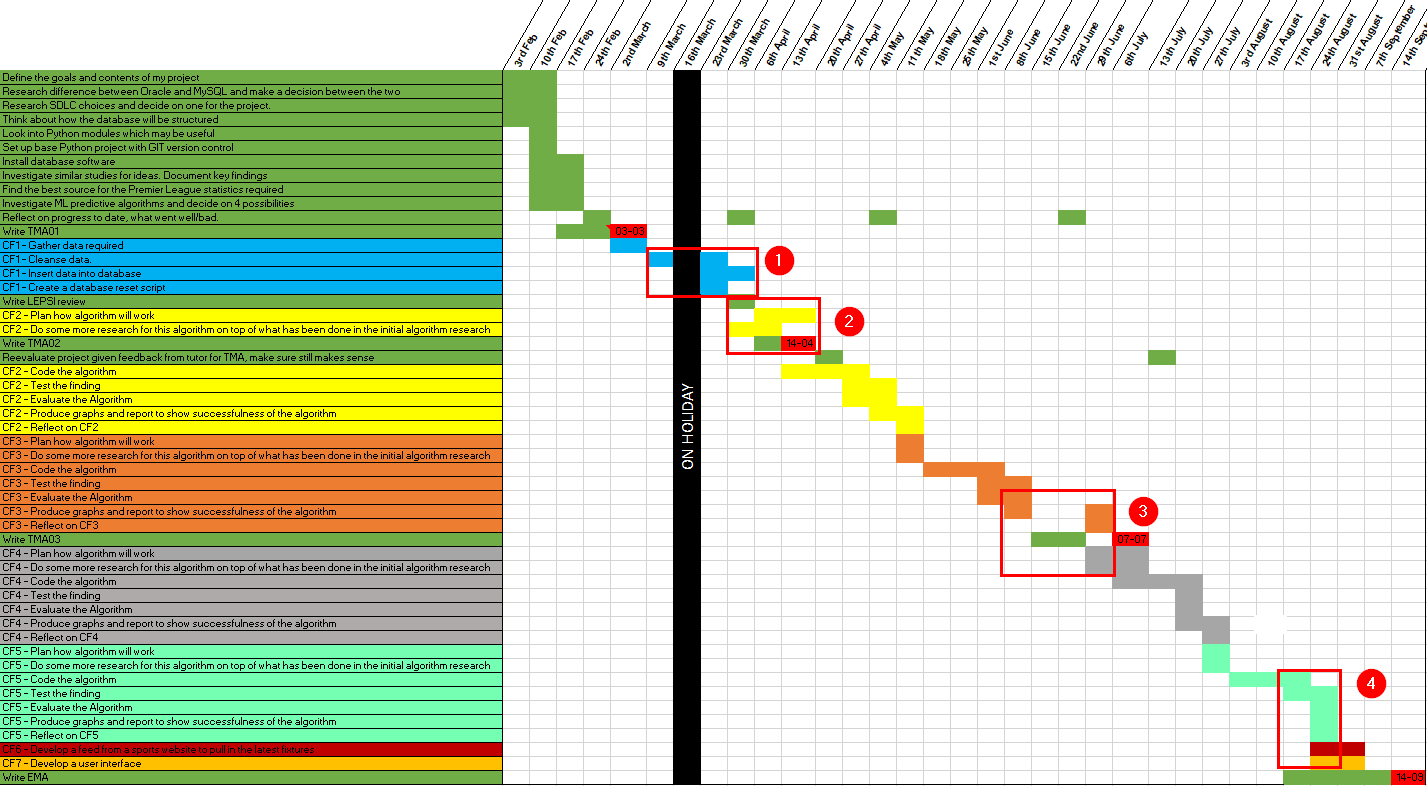 3rd Feb
10th Feb
17th Feb
24th Feb
2nd March
9th March
16th March
23rd March
30th March
6th April
13th April
20th April
27th April
4th May
11th May
18th May
25th May
1st June
8th June
15th June
22nd June
29th June
6th July
13th July
20th July
27th July
3rd August
10th August
17th August
24th August
31st August
7th September
14th Sep
Define the goals and contents of my project
Research difference between Oracle and MySQL and make a decision between the two
Research SDLC choices and decide on one for the project.
Think about how the database will be structured
Look into Python modules which may be useful
Set up base Python project with GIT version control
Install database software
Investigate similar studies for ideas. Document key findings
Find the best source for the Premier League statistics required
Investigate ML predictive algorithms and decide on 4 possibilities
Reflect on progress to date, what went well/bad.
Write TMA01 03-03
CF1 - Gather data required
CF1 - Cleanse data. 1
CF1 - Insert data into database
CF1 - Create a database reset script
Write LEPSI review
CF2 - Plan how algorithm will work 2
CF2 - Do some more research for this algorithm on top of what has been done in the initial algorithm research
Write TMA02 14-04
Reevaluate project given feedback from tutor for TMA, make sure still makes sense
CF2 - Code the algorithm
CF2 - Test the finding
CF2 - Evaluate the Algorithm
CF2 - Produce graphs and report to show successfulness of the algorithm
CF2 - Reflect on CF2
ON HOLIDAY
CF3 - Plan how algorithm will work
CF3 - Do some more research for this algorithm on top of what has been done in the initial algorithm research
CF3 - Code the algorithm
CF3 - Test the finding
CF3 - Evaluate the Algorithm
CF3 - Produce graphs and report to show successfulness of the algorithm 3
CF3 - Reflect on CF3
Write TMA03 07-07
CF4 - Plan how algorithm will work
CF4 - Do some more research for this algorithm on top of what has been done in the initial algorithm research
CF4 - Code the algorithm
CF4 - Test the finding
CF4 - Evaluate the Algorithm
CF4 - Produce graphs and report to show successfulness of the algorithm
CF4 - Reflect on CF4
CF5 - Plan how algorithm will work
CF5 - Do some more research for this algorithm on top of what has been done in the initial algorithm research
CF5 - Code the algorithm 4
CF5 - Test the finding
CF5 - Evaluate the Algorithm
CF5 - Produce graphs and report to show successfulness of the algorithm
CF5 - Reflect on CF5
CF6 - Develop a feed from a sports website to pull in the latest fixtures
CF7 - Develop a user interface
Write EMA 14-09